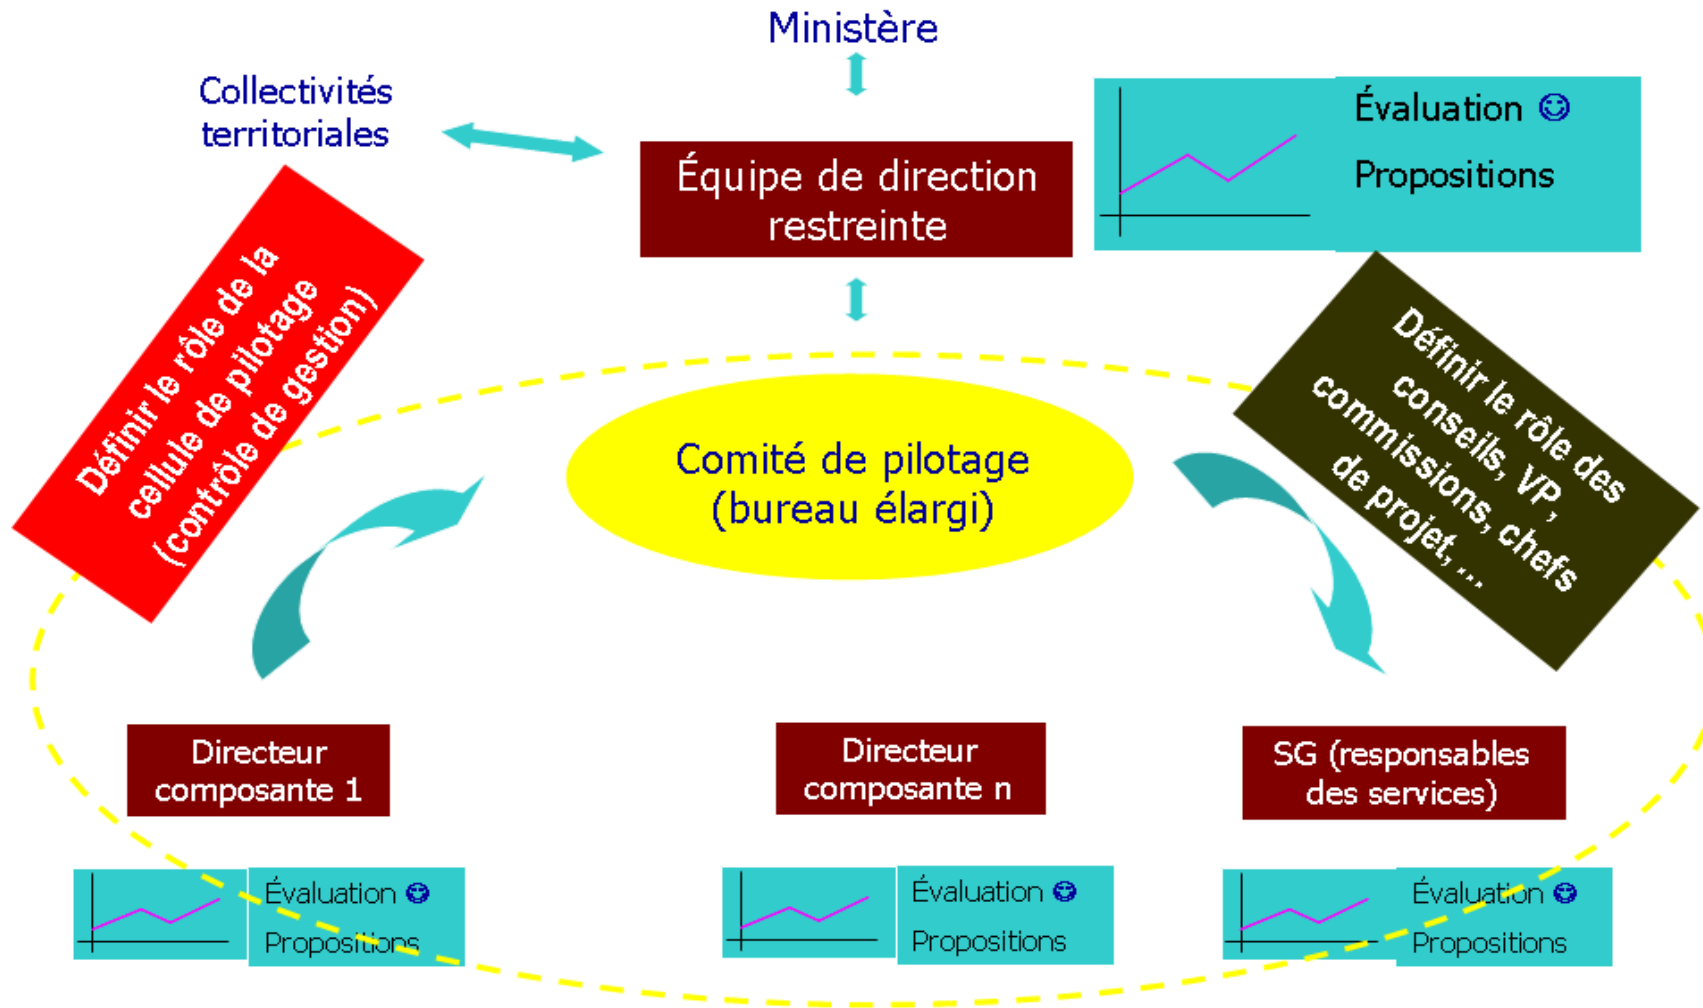 Ministère
Collectivités
territoriales
Équipe de direction
restreinte
Évaluation ☺
Propositions
Définir le rôle de la
cellule de pilotage
(contrôle de gestion)
Définir le rôle des
conseils, VP,
commissions, chefs
de projet, ...
Comité de pilotage
(bureau élargi)
Directeur
composante 1
Directeur
composante n
SG (responsables
des services)
Évaluation ☺
Propositions
Évaluation ☺
Propositions
Évaluation ☺
Propositions